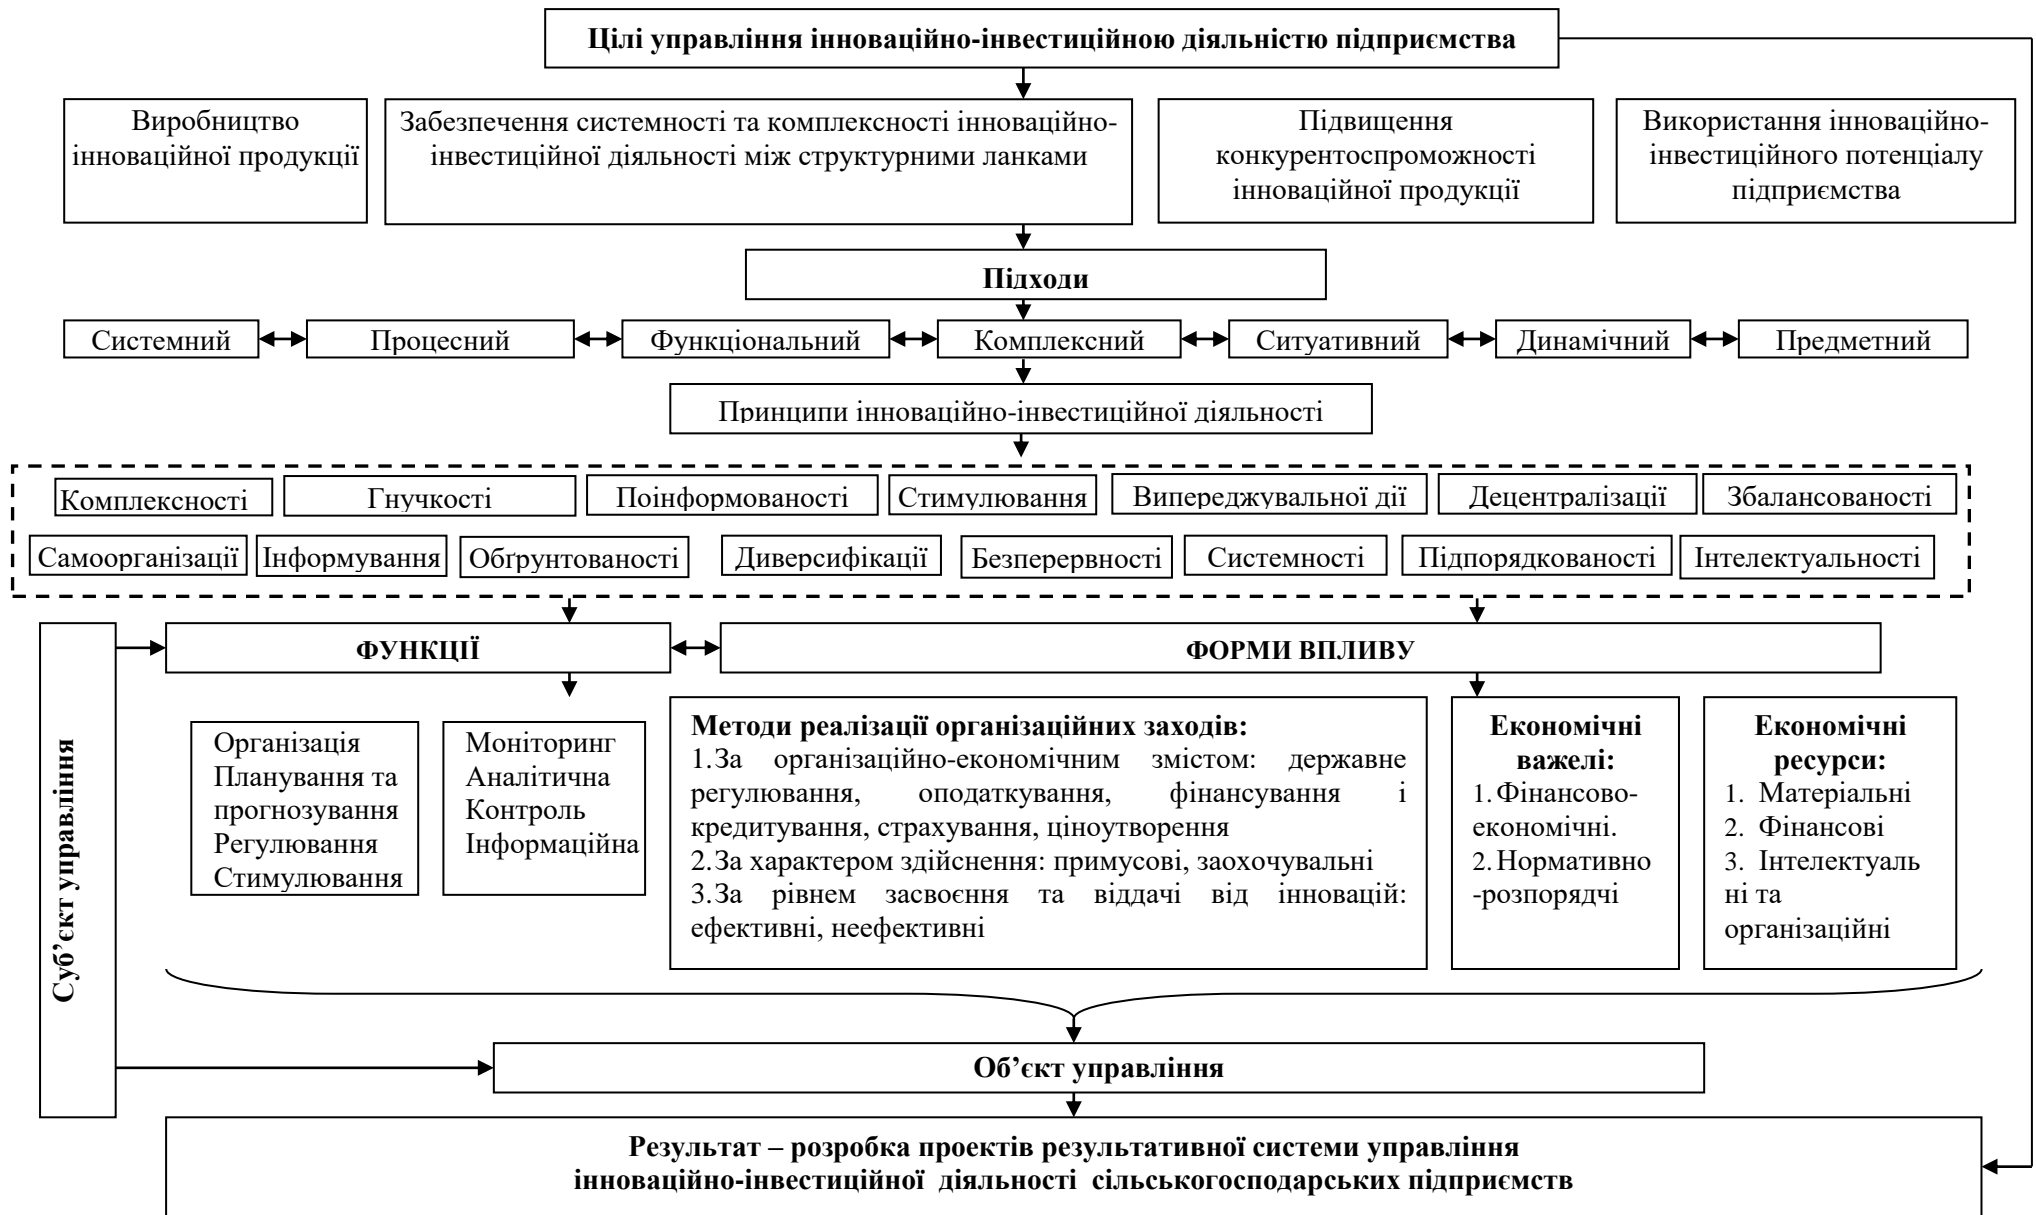 Цілі управління інноваційно-інвестиційною діяльністю підприємства
Виробництво
інноваційної продукції
Забезпечення системності та комплексності інноваційно-
інвестиційної діяльності між структурними ланками
Підвищення
конкурентоспроможності
інноваційної продукції
Використання інноваційно-
інвестиційного потенціалу
підприємства
Підходи
Системний
Процесний
Функціональний
Комплексний
Ситуативний
Динамічний
Предметний
Принципи інноваційно-інвестиційної діяльності
Комплексності
Гнучкості
Поінформованості
Стимулювання
Випереджувальної дії
Децентралізації
Збалансованості
Самоорганізації
Інформування
Обґрунтованості
Диверсифікації
Безперервності
Системності
Підпорядкованості
Інтелектуальності
Суб’єкт управління
ФУНКЦІЇ
ФОРМИ ВПЛИВУ
Організація
Планування та
прогнозування
Регулювання
Стимулювання
Моніторинг
Аналітична
Контроль
Інформаційна
Методи реалізації організаційних заходів:
1.За організаційно-економічним змістом: державне
регулювання, оподаткування, фінансування і
кредитування, страхування, ціноутворення
2.За характером здійснення: примусові, заохочувальні
3.За рівнем засвоєння та віддачі від інновацій:
ефективні, неефективні
Економічні
важелі:
1.Фінансово-
економічні.
2.Нормативно
-розпорядчі
Економічні
ресурси:
1. Матеріальні
2. Фінансові
3. Інтелектуаль
ні та
організаційні
Об’єкт управління
Результат – розробка проектів результативної системи управління
інноваційно-інвестиційної діяльності сільськогосподарських підприємств